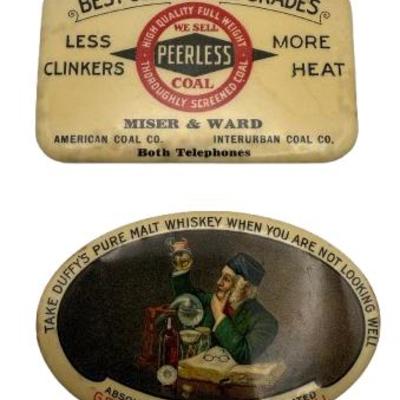 BEST
LESS
CLINKERS
HIGH QUALITY FULL WEIGHT
WE SELL
PEERLESS
COAL
THOROUGHLY SCREENED COAL
MORE
HEAT
MISER & WARD
AMERICAN COAL CO. INTERURBAN COAL CO.
Both Telephones
TAKE DUFFY'S PURE MALT WHISKEY WHEN YOU ARE NOT LOOKING WELL